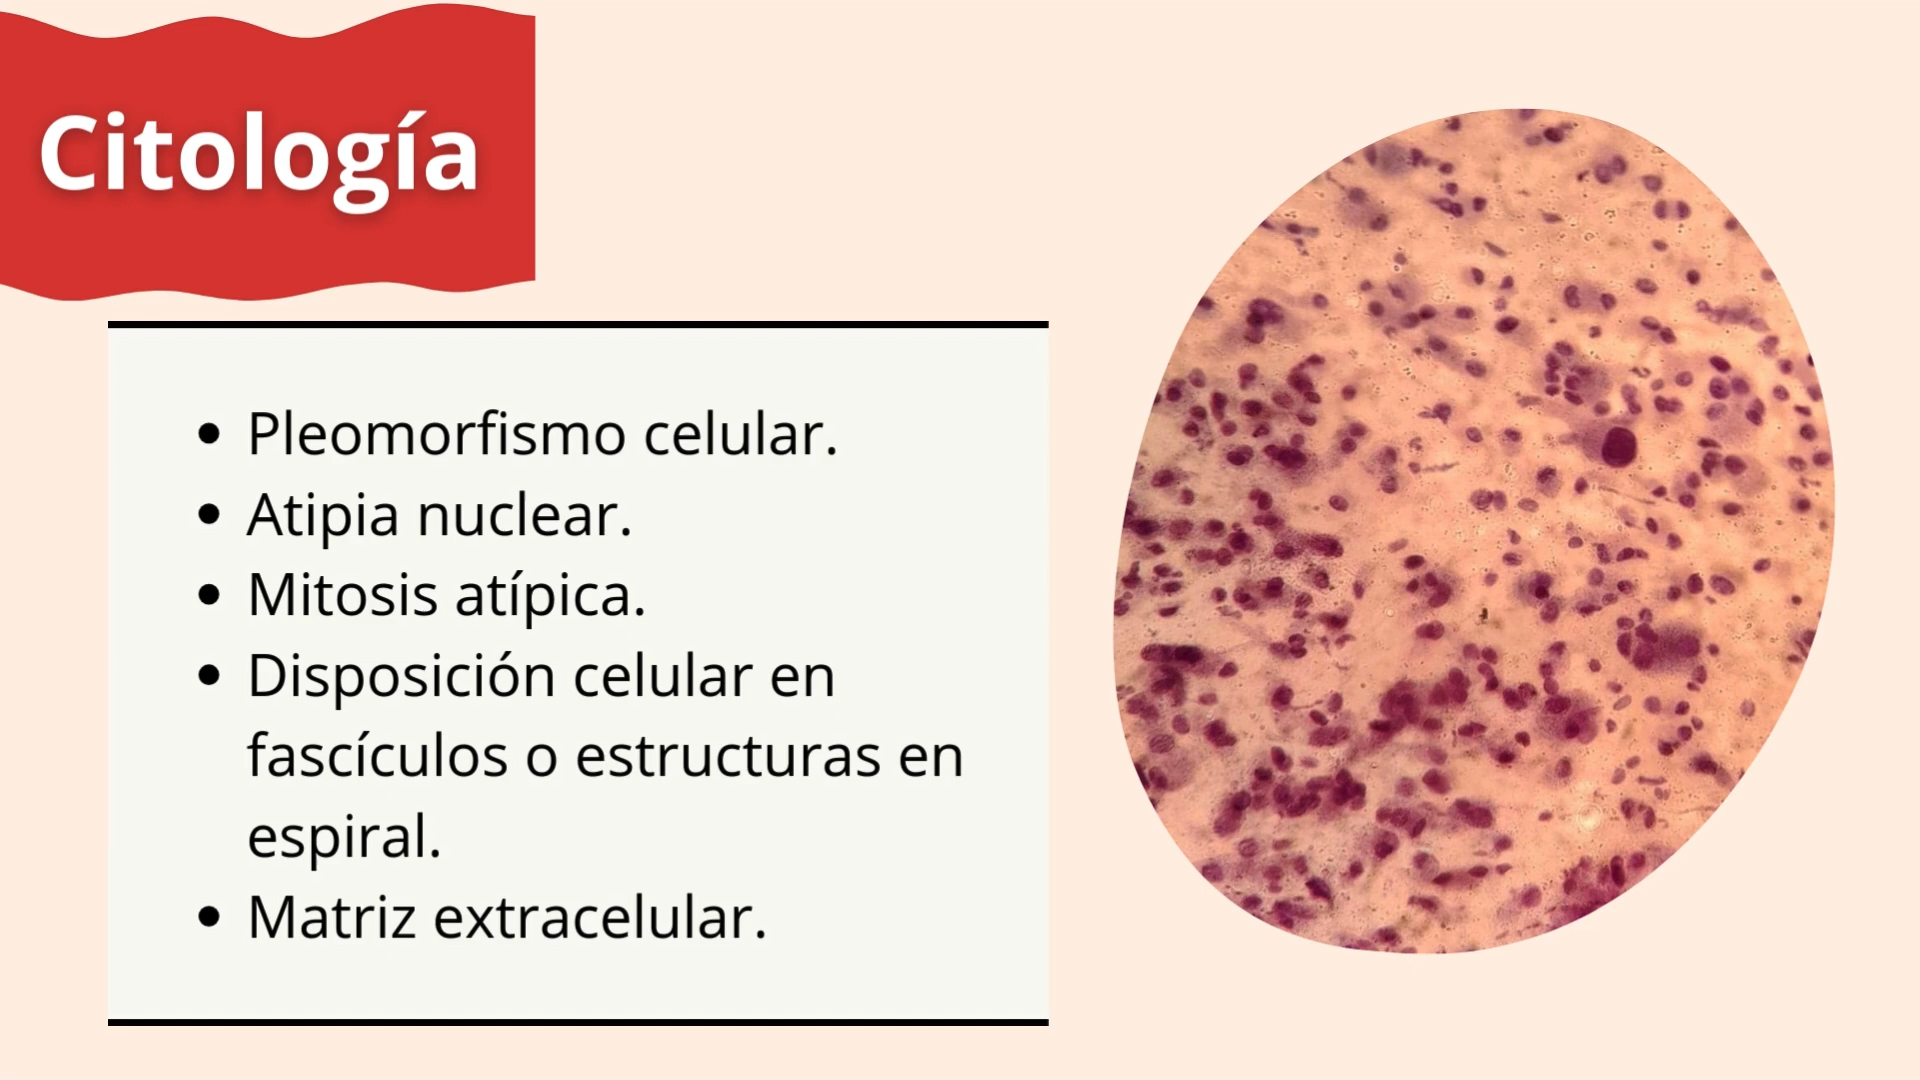 Citología
• Pleomorfismo celular.
• Atipia nuclear.
• Mitosis atípica.
• Disposición celular en
fascículos o estructuras en
espiral.
• Matriz extracelular.